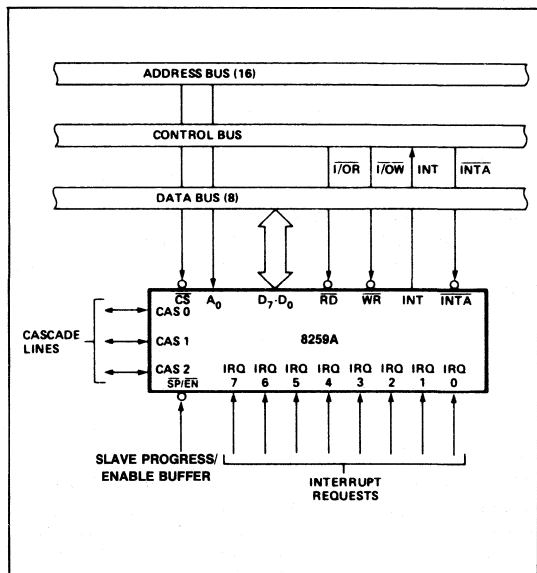 ADDRESS BUS (16)
CONTROL BUS
I/OR I/OW INT INTA
DATA BUS (8)
CS A0 D7-D0 RD WR INT INTA
CAS 0
CASCADE LINES
CAS 1
8259A
CAS 2
IRQ IRQ IRQ IRQ IRQ IRQ IRQ IRQ
SP/EN 7 6 5 4 3 2 1 0
SLAVE PROGRESS/
ENABLE BUFFER
INTERRUPT
REQUESTS